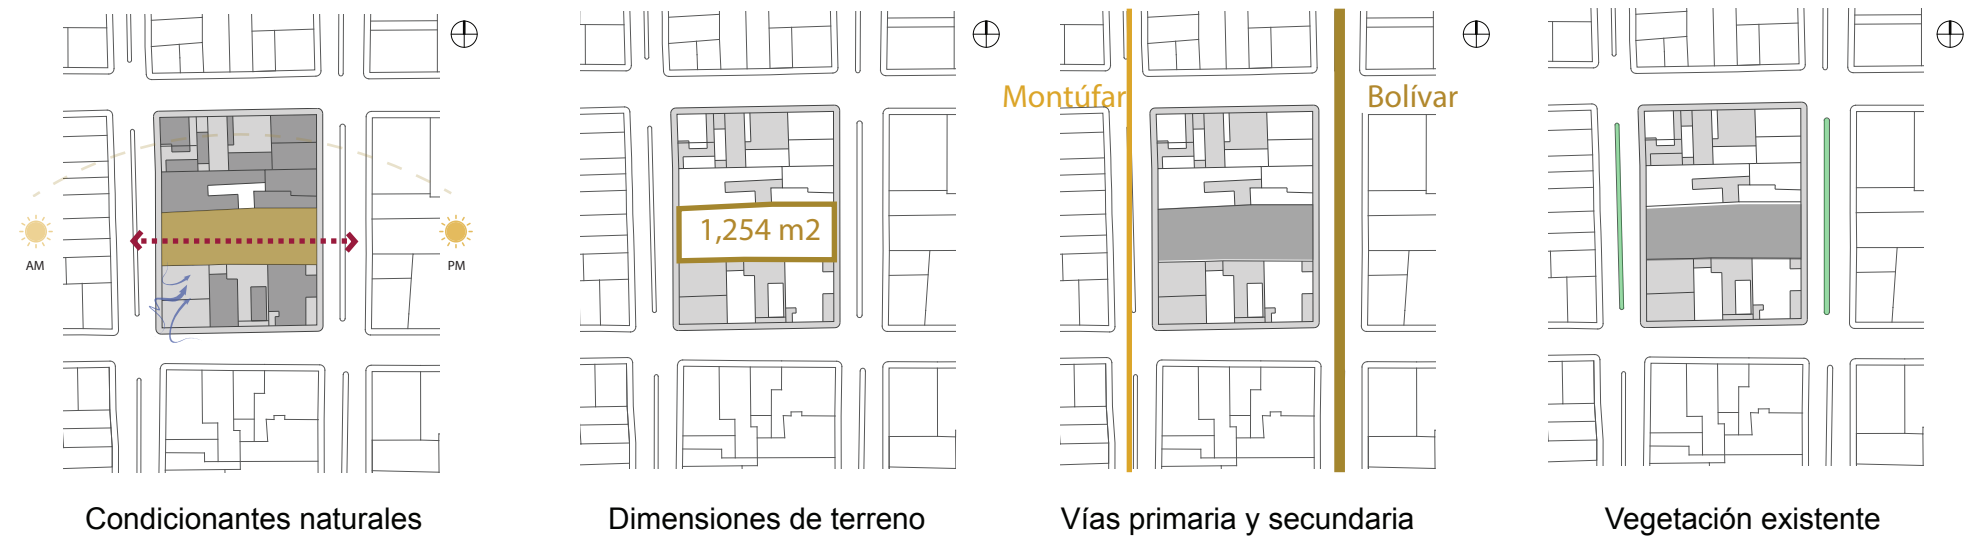 Montúfar
Bolívar
1,254 m2
AM
PM
Condicionantes naturales
Dimensiones de terreno
Vías primaria y secundaria
Vegetación existente